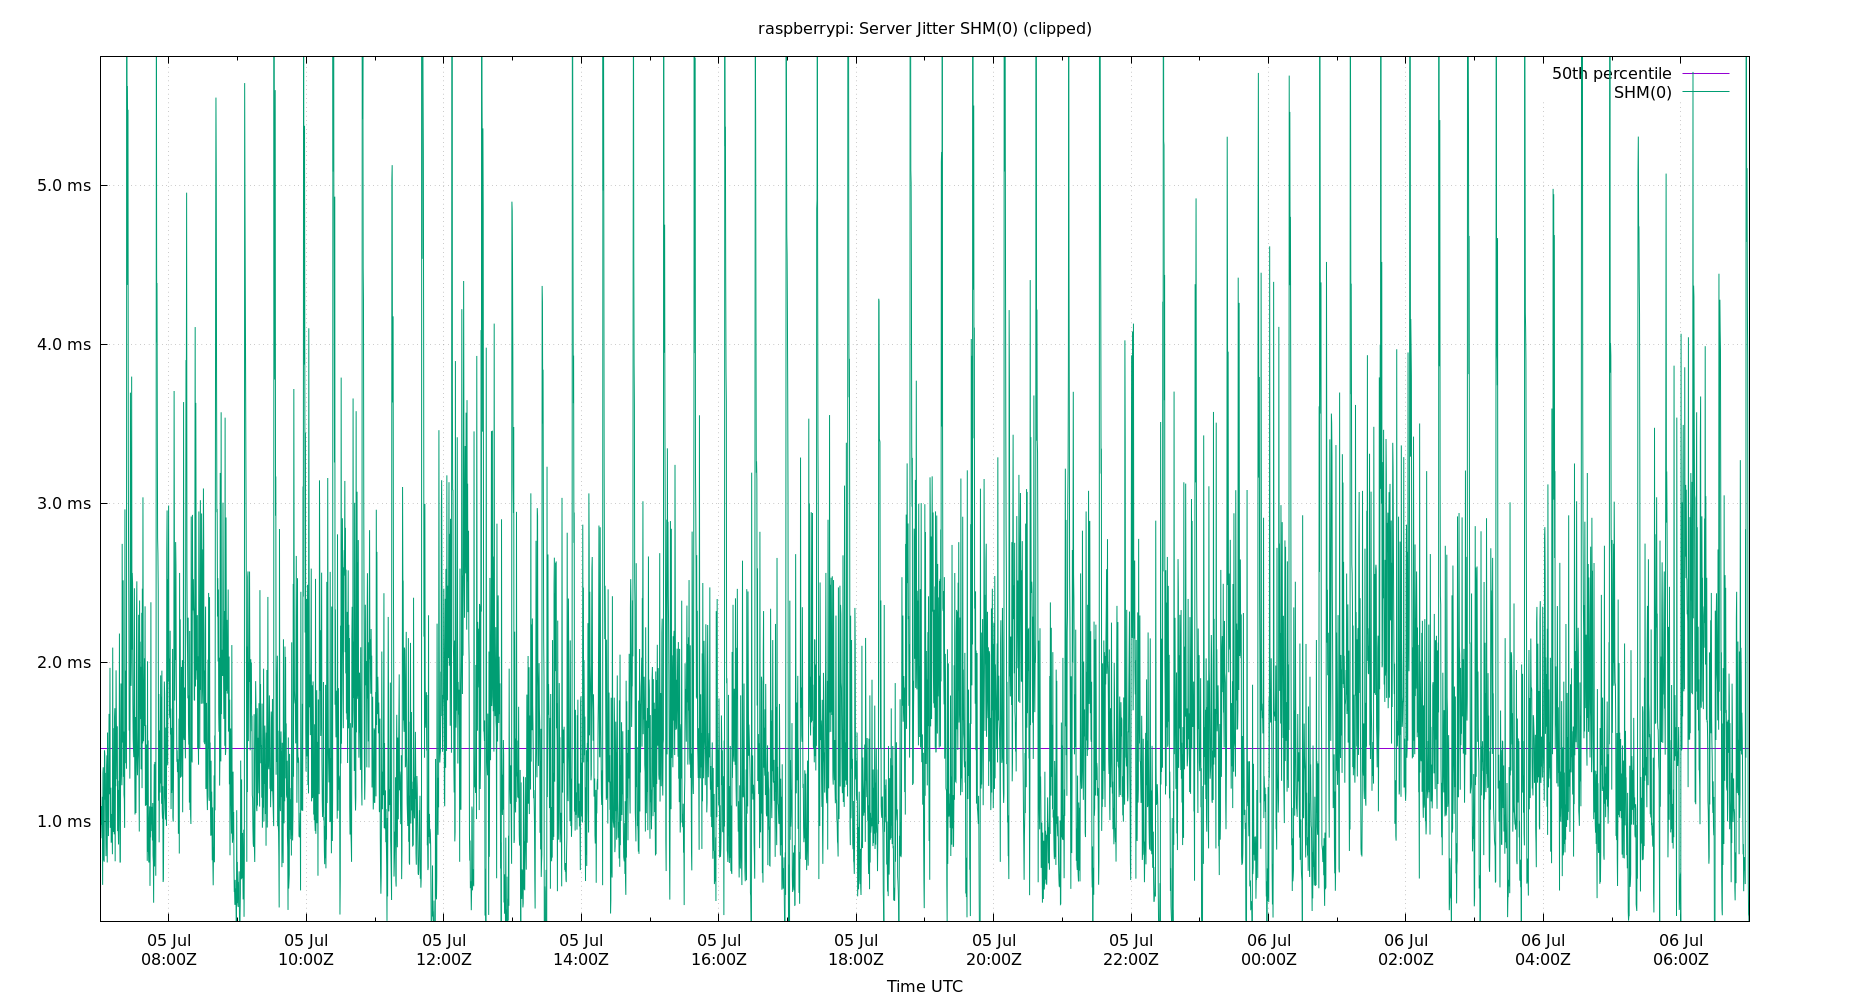 raspberrypi: Server Jitter SHM(0) (clipped)
50th percentile
SHM(0)
5.0 ms
4.0 ms
3.0 ms
2.0 ms
1.0 ms
05 Jul 05 Jul 05 Jul 05 Jul 05 Jul 05 Jul 05 Jul 05 Jul 06 Jul 06 Jul 06 Jul 06 Jul
08:00Z 10:00Z 12:00Z 14:00Z 16:00Z 18:00Z 20:00Z 22:00Z 00:00Z 02:00Z 04:00Z 06:00Z
Time UTC